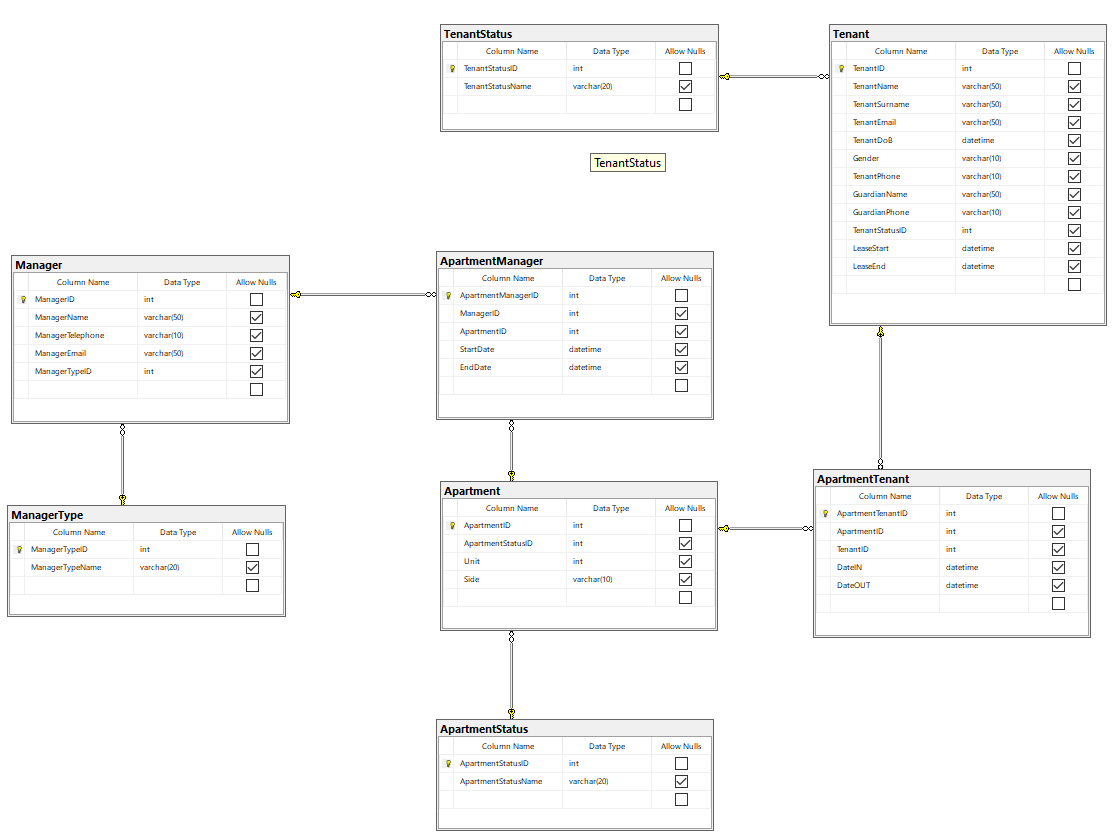 TenantStatus
Column Name Data Type Allow Nulls
TenantStatusID int
TenantStatusName varchar(20)
Tenant
Column Name Data Type Allow Nulls
TenantID int
TenantName varchar(50)
TenantSurname varchar(50)
TenantEmail varchar(50)
TenantDoB datetime
Gender varchar(10)
TenantPhone varchar(10)
GuardianName varchar(50)
GuardianPhone varchar(10)
TenantStatusID int
LeaseStart datetime
LeaseEnd datetime
TenantStatus
Manager
Column Name Data Type Allow Nulls
ManagerID int
ManagerName varchar(50)
ManagerTelephone varchar(10)
ManagerEmail varchar(50)
ManagerTypeID int
ApartmentManager
Column Name Data Type Allow Nulls
ApartmentManagerID int
ManagerID int
ApartmentID int
StartDate datetime
EndDate datetime
ManagerType
Column Name Data Type Allow Nulls
ManagerTypeID int
ManagerTypeName varchar(20)
Apartment
Column Name Data Type Allow Nulls
ApartmentID int
ApartmentStatusID int
Unit int
Side varchar(10)
ApartmentTenant
Column Name Data Type Allow Nulls
ApartmentTenantID int
ApartmentID int
TenantID int
DateIN datetime
DateOUT datetime
ApartmentStatus
Column Name Data Type Allow Nulls
ApartmentStatusID int
ApartmentStatusName varchar(20)